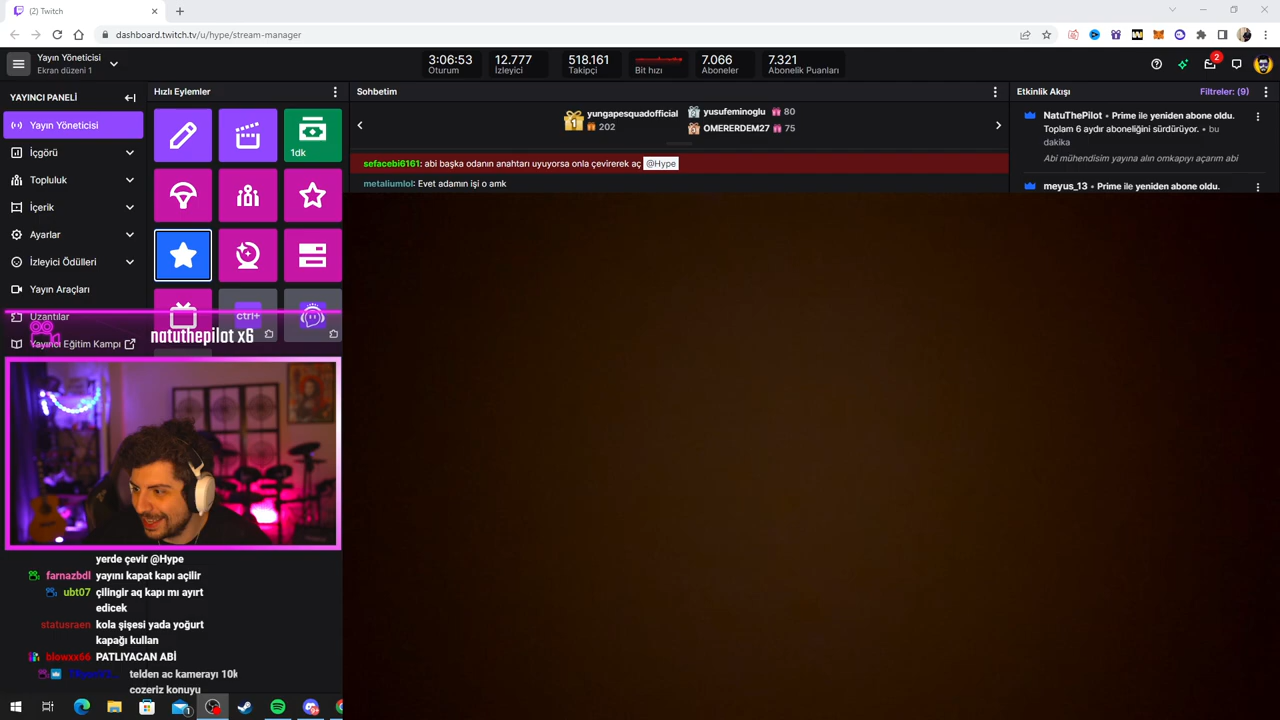 (2) Twitch
dashboard.twitch.tv/u/hype/stream-manager
Yayın Yöneticisi
Ekran düzeni 1
3:06:53
Oturum
12.777
İzleyici
518.161
Takipçi
Bit hızı
7.066
Aboneler
7.321
Abonelik Puanları
2
YAYINCI PANELİ
Yayın Yöneticisi
İçgörü
Topluluk
İçerik
Ayarlar
İzleyici Ödülleri
Yayın Araçları
Uzantılar
Yayıncı Eğitim Kampı
Hızlı Eylemler
1dk
ctrl+
Sohbetim
1 yungapesquadofficial
202
2 yusufeminoglu 80
3 OMERERDEM27 75
sefacebi6161: abi başka odanın anahtarı uyuyorsa onla çevirerek aç @Hype
metaliumlol: Evet adamın işi o amk
Etkinlik Akışı
Filtreler: (9)
NatuThePilot • Prime ile yeniden abone oldu.
Toplam 6 aydır aboneliğini sürdürüyor. • bu
dakika
Abi mühendisim yayına alın omkapıyı açarım abi
meyus_13 • Prime ile yeniden abone oldu.
natuthepilot x6
yerde çevir @Hype
farnazbdl yayını kapat kapı açilir
ubt07 çilingir aq kapı mı ayırt
edicek
statusraen kola şişesi yada yoğurt
kapağı kullan
blowxx66 PATLIYACAN ABİ
telden ac kamerayı 10k
cozeriz konuyu
1